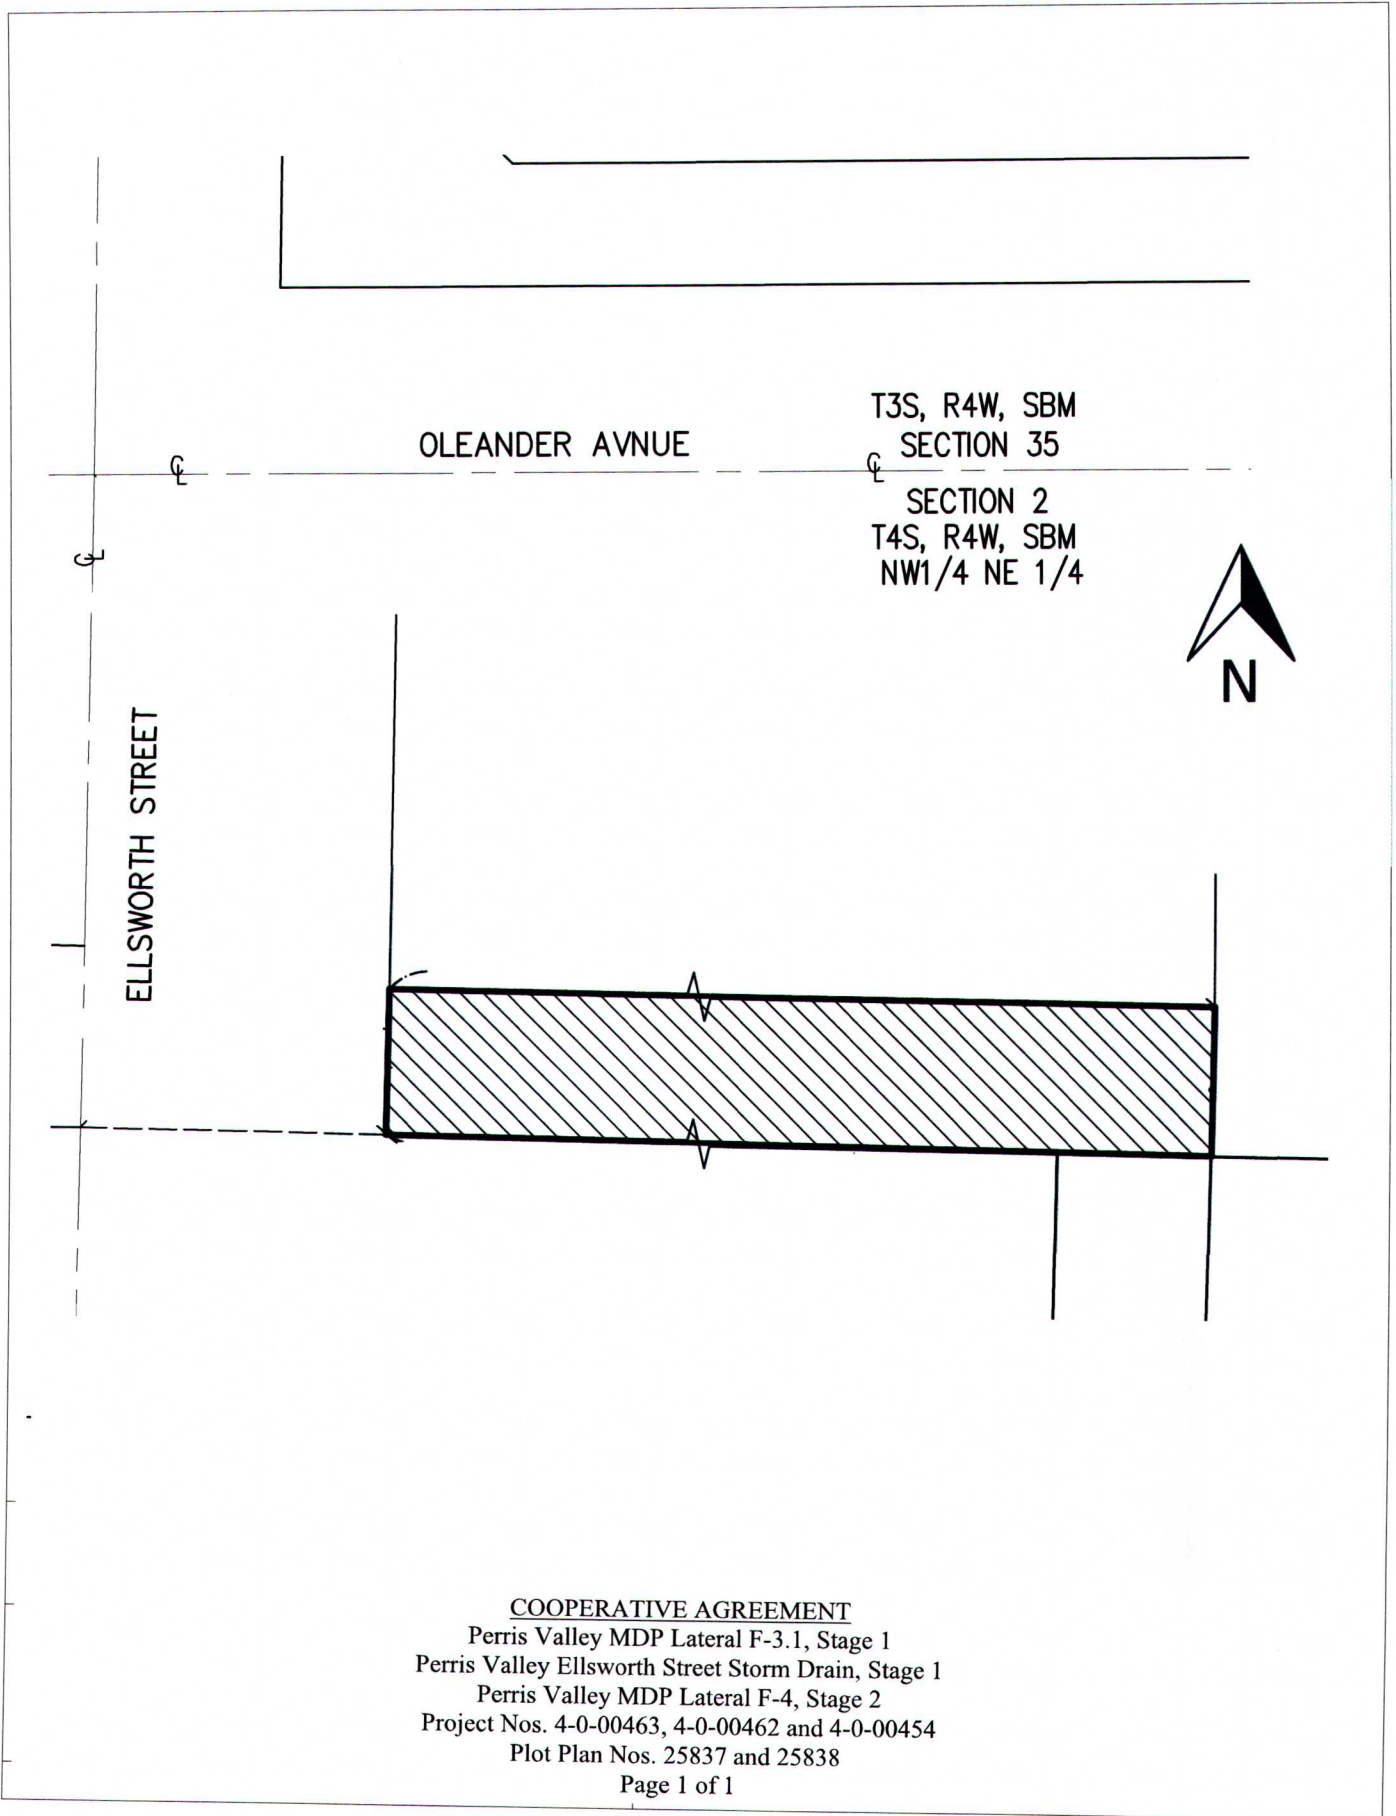 T3S, R4W, SBM
OLEANDER AVNUE
SECTION 35
SECTION 2
T4S, R4W, SBM
NW1/4 NE 1/4
N
ELLSWORTH STREET
COOPERATIVE AGREEMENT
Perris Valley MDP Lateral F-3.1, Stage 1
Perris Valley Ellsworth Street Storm Drain, Stage 1
Perris Valley MDP Lateral F-4, Stage 2
Project Nos. 4-0-00463, 4-0-00462 and 4-0-00454
Plot Plan Nos. 25837 and 25838
Page 1 of 1